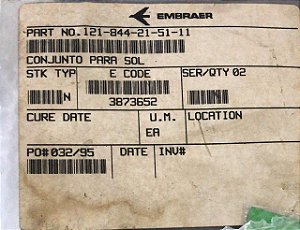 EMBRAER
PART NO.121-844-21-51-11
CONJUNTO PARA SOL
STK TYP E CODE SER/QTY 02
N 3873652
CURE DATE U.M. LOCATION
EA
PO# 032/95 DATE INV#